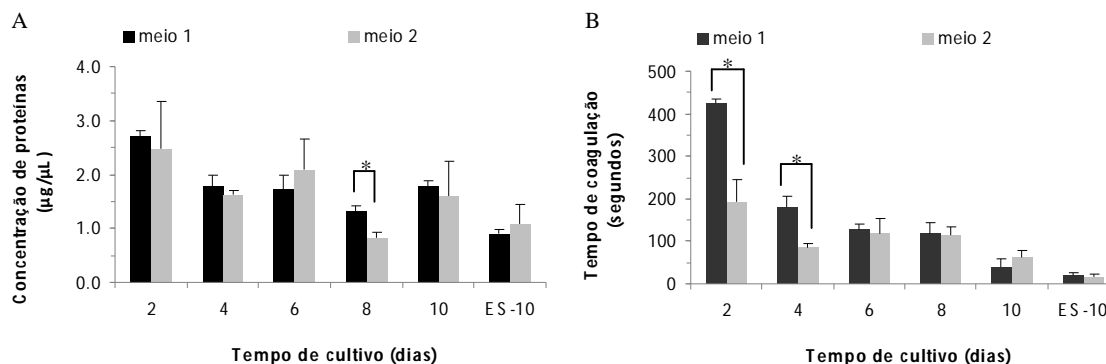 A
meio 1 meio 2
4.0
3.0
2.0
1.0
0.0
Concentração de proteínas
(µg/µL)
*
2 4 6 8 10 ES-10
Tempo de cultivo (dias)
B
meio 1 meio 2
500
400
300
200
100
0
Tempo de coagulação
(segundos)
*
*
2 4 6 8 10 ES-10
Tempo de cultivo (dias)